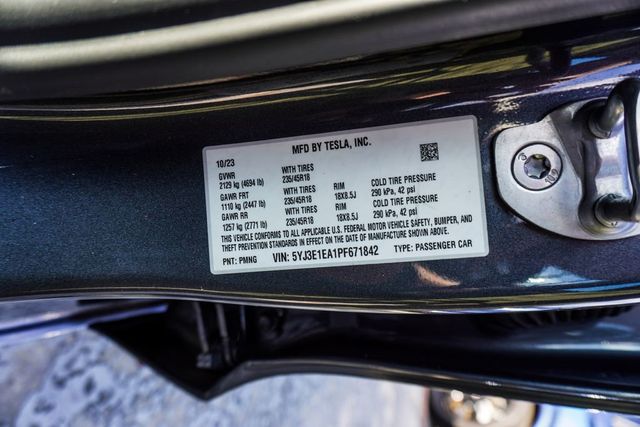 MFD BY TESLA, INC.
10/23
GVWR WITH TIRES
2129 kg (4694 lb) 235/45R18 RIM COLD TIRE PRESSURE
GAWR FRT WITH TIRES 18X8.5J 290 kPa, 42 psi
1110 kg (2447 lb) 235/45R18 RIM COLD TIRE PRESSURE
GAWR RR WITH TIRES 18X8.5J 290 kPa, 42 psi
1257 kg (2771 lb) 235/45R18
THIS VEHICLE CONFORMS TO ALL APPLICABLE U.S. FEDERAL MOTOR VEHICLE SAFETY, BUMPER, AND
THEFT PREVENTION STANDARDS IN EFFECT ON THE DATE OF MANUFACTURE SHOWN ABOVE.
PNT: PMNG VIN: 5YJ3E1EA1PF671842 TYPE: PASSENGER CAR